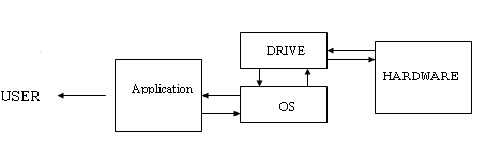 DRIVE
HARDWARE
Application
USER
OS